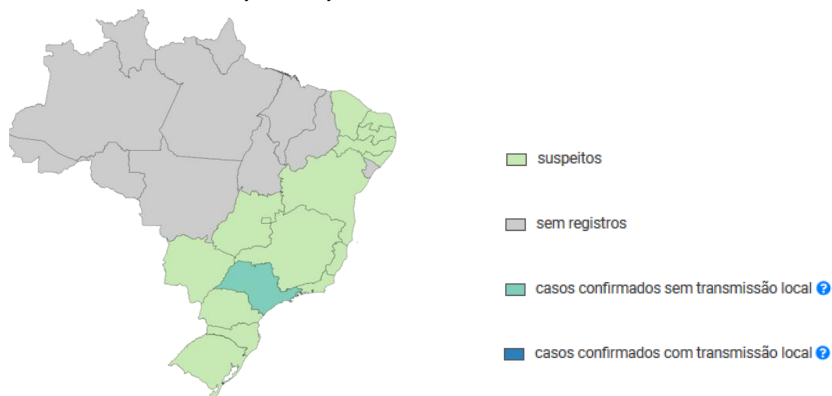 suspeitos
sem registros
casos confirmados sem transmissão local ?
casos confirmados com transmissão local ?